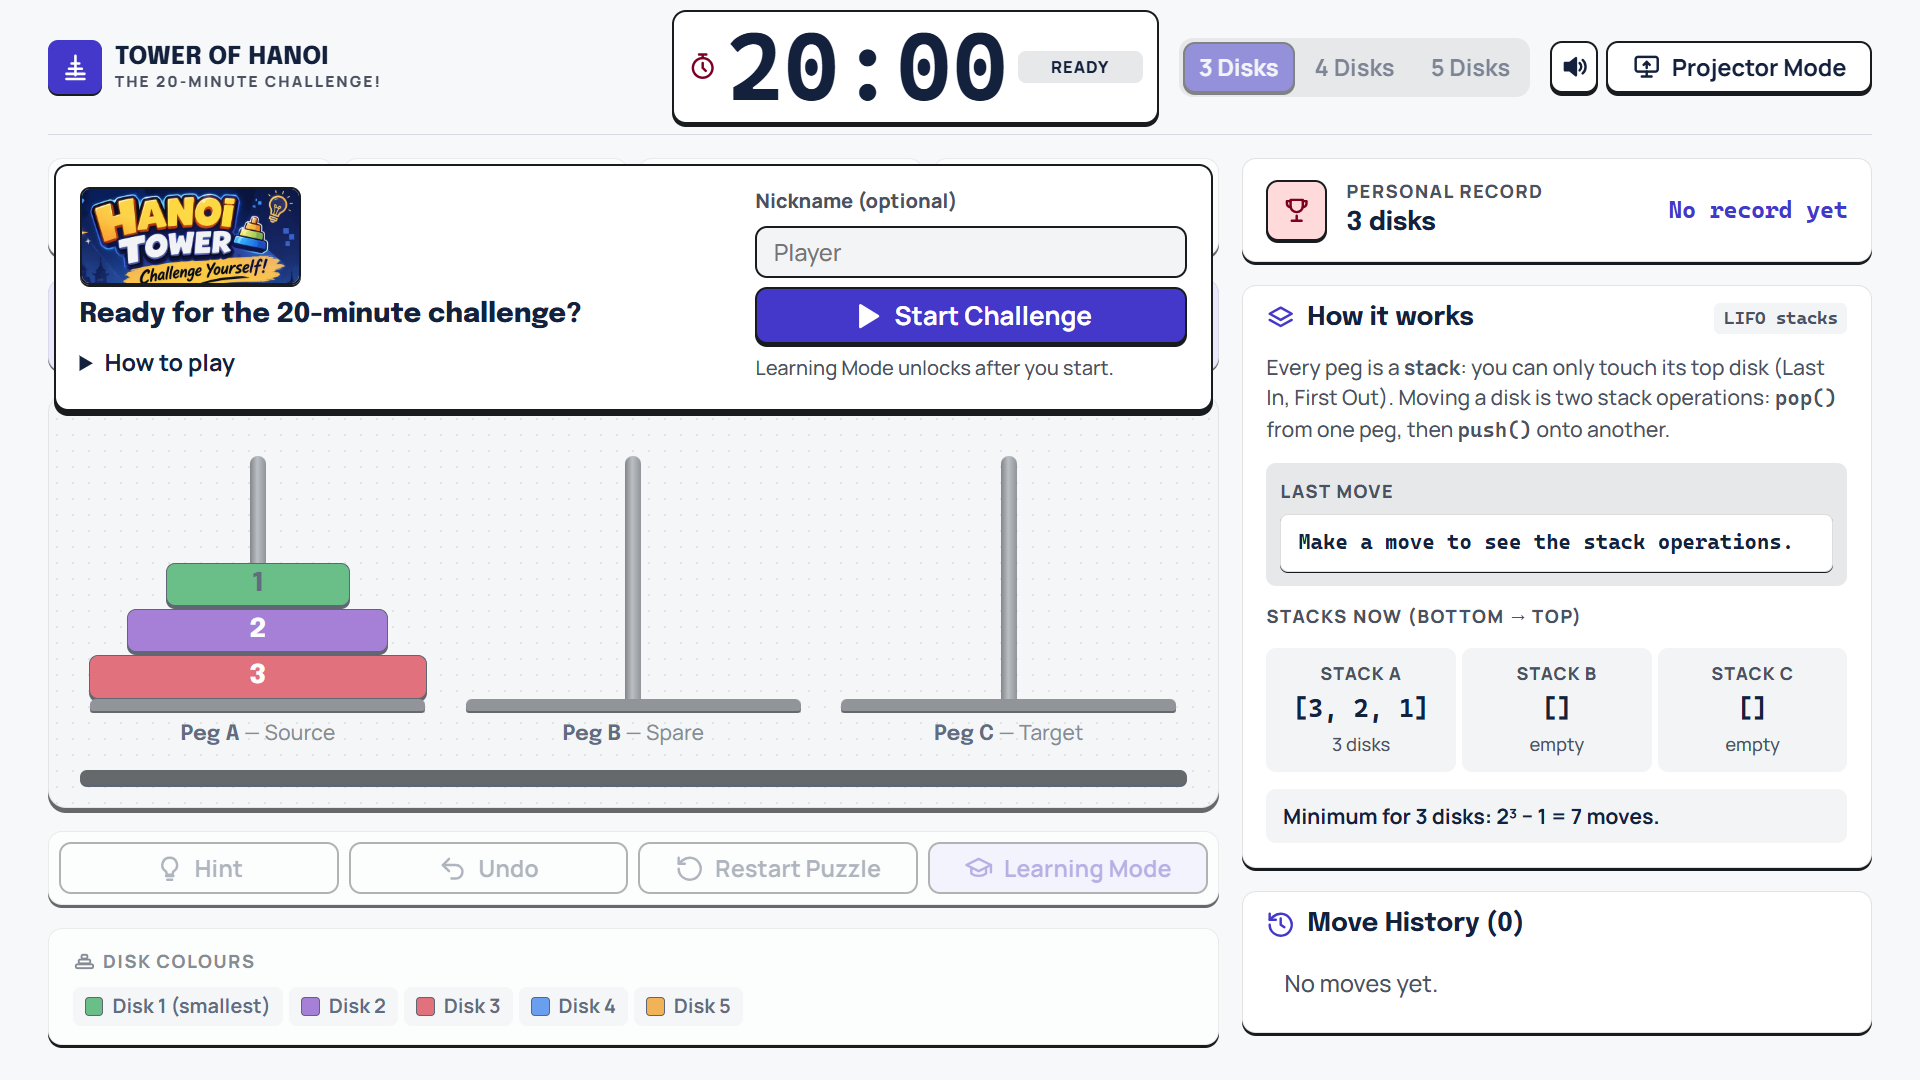 TOWER OF HANOI
THE 20-MINUTE CHALLENGE!
20:00
READY
3 Disks
4 Disks
5 Disks
Projector Mode
HANOI
TOWER
Challenge Yourself!
Ready for the 20-minute challenge?
How to play
Nickname (optional)
Player
Start Challenge
Learning Mode unlocks after you start.
1
2
3
Peg A — Source
Peg B — Spare
Peg C — Target
Hint
Undo
Restart Puzzle
Learning Mode
DISK COLOURS
Disk 1 (smallest)
Disk 2
Disk 3
Disk 4
Disk 5
PERSONAL RECORD
3 disks
No record yet
How it works
LIFO stacks
Every peg is a stack: you can only touch its top disk (Last
In, First Out). Moving a disk is two stack operations: pop()
from one peg, then push() onto another.
LAST MOVE
Make a move to see the stack operations.
STACKS NOW (BOTTOM → TOP)
STACK A
[3, 2, 1]
3 disks
STACK B
[]
empty
STACK C
[]
empty
Minimum for 3 disks: 2³ − 1 = 7 moves.
Move History (0)
No moves yet.